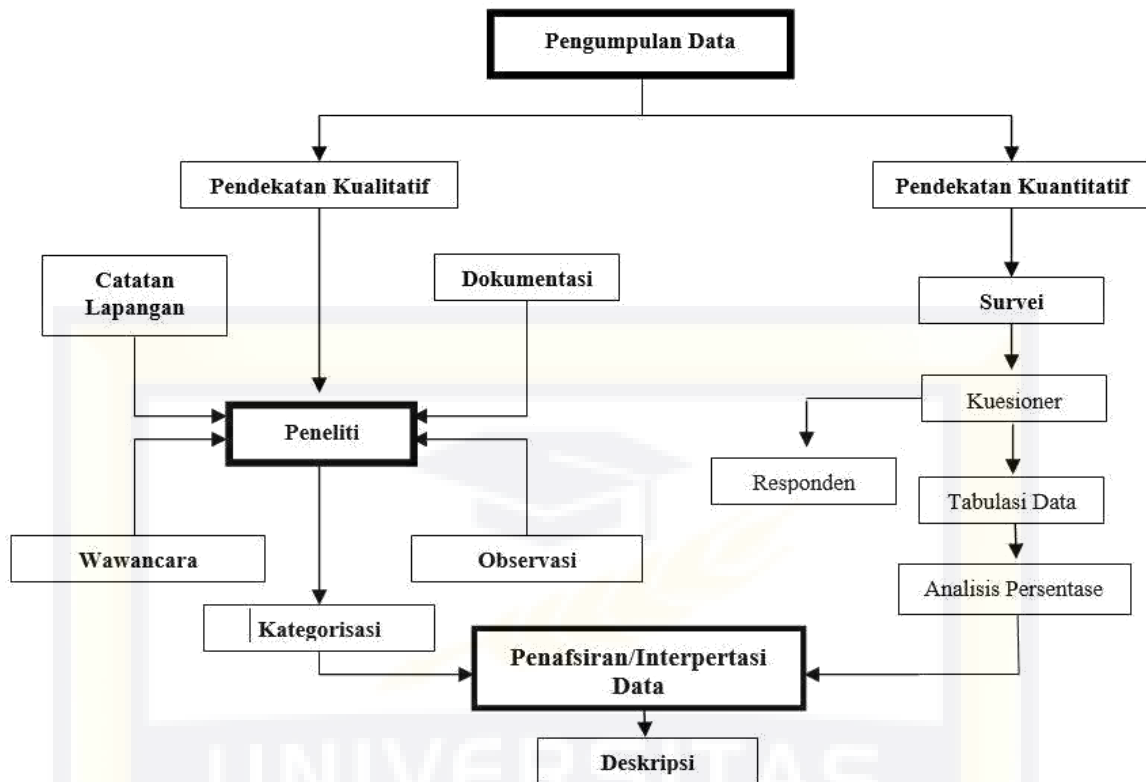 Pengumpulan Data
Pendekatan Kualitatif
Pendekatan Kuantitatif
Catatan
Lapangan
Dokumentasi
Survei
Peneliti
Kuesioner
Responden
Tabulasi Data
Wawancara
Observasi
Analisis Persentase
Kategorisasi
Penafsiran/Interpertasi
Data
Deskripsi
UNIVERSITAS